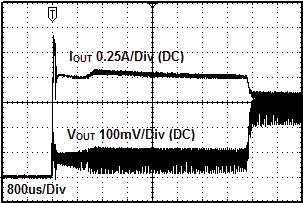 T
IOUT 0.25A/Div (DC)
VOUT 100mV/Div (DC)
800us/Div